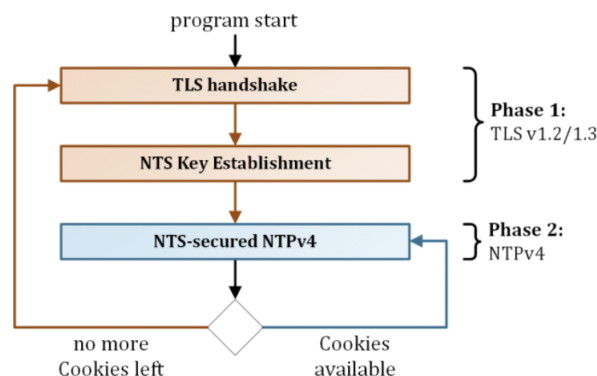 program start
TLS handshake
Phase 1:
TLS v1.2/1.3
NTS Key Establishment
NTS-secured NTPv4
Phase 2:
NTPv4
no more
Cookies left
Cookies
available